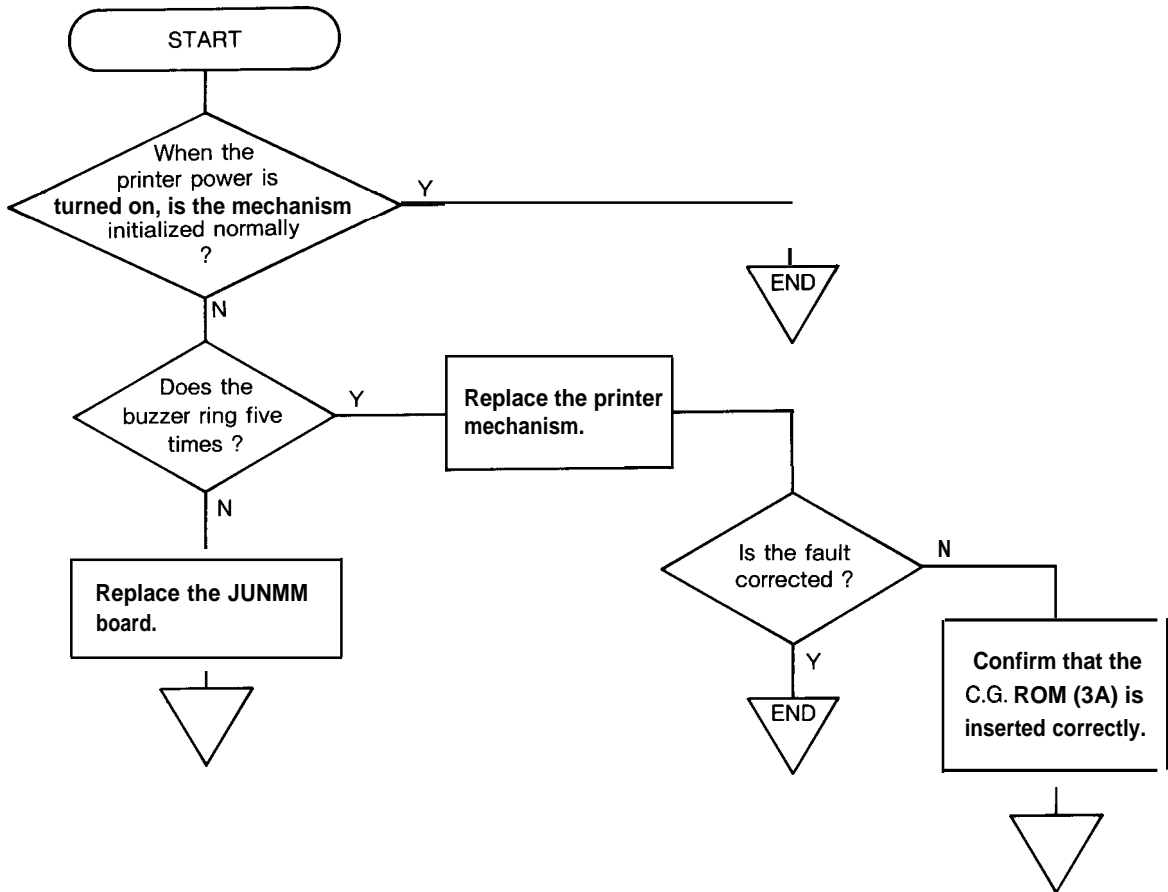 START
When the
printer power is
turned on, is the mechanism
initialized normally
?
Y
END
N
Does the
buzzer ring five
times ?
Y
Replace the printer
mechanism.
N
Is the fault
corrected ?
N
Replace the JUNMM
board.
Y
Confirm that the
C.G. ROM (3A) is
inserted correctly.
END